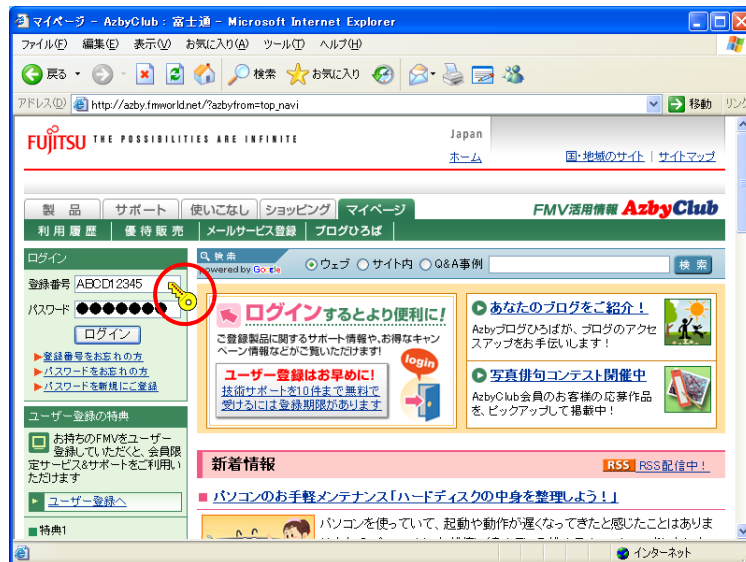 マイページ - AzbyClub : 富士通 - Microsoft Internet Explorer
ファイル(F) 編集(E) 表示(V) お気に入り(A) ツール(T) ヘルプ(H)
戻る 検索 お気に入り
アドレス(D) http://azby.fmworld.net/?azbyfrom=top_navi 移動 リンク
FUJITSU THE POSSIBILITIES ARE INFINITE
Japan
ホーム 国・地域のサイト | サイトマップ
製品 サポート 使いこなし ショッピング マイページ FMV活用情報 AzbyClub
利用履歴 優待販売 メールサービス登録 ブログひろば
ログイン
検索 powered by Google ウェブ サイト内 Q&A事例 検索
登録番号 ABCD12345
パスワード ●●●●●●●
ログイン
登録番号をお忘れの方
パスワードをお忘れの方
パスワードを新規にご登録
ログインするとより便利に!
ご登録製品に関するサポート情報や、お得なキャン
ペーン情報などがご覧いただけます!
login
ユーザー登録はお早めに!
技術サポートを10件まで無料で
受けるには登録期限があります
あなたのブログをご紹介!
Azbyブログひろばが、ブログのアクセ
スアップをお手伝いします!
写真俳句コンテスト開催中
AzbyClub会員のお客様の応募作品
を、ピックアップして掲載中!
ユーザー登録の特典
お持ちのFMVをユーザー
登録していただくと、会員限
定サービス&サポートをご利用い
ただけます
ユーザー登録へ
特典1
新着情報
RSS RSS配信中!
パソコンのお手軽メンテナンス「ハードディスクの中身を整理しよう!」
パソコンを使っていて、起動や動作が遅くなってきたと感じたことはありま
インターネット